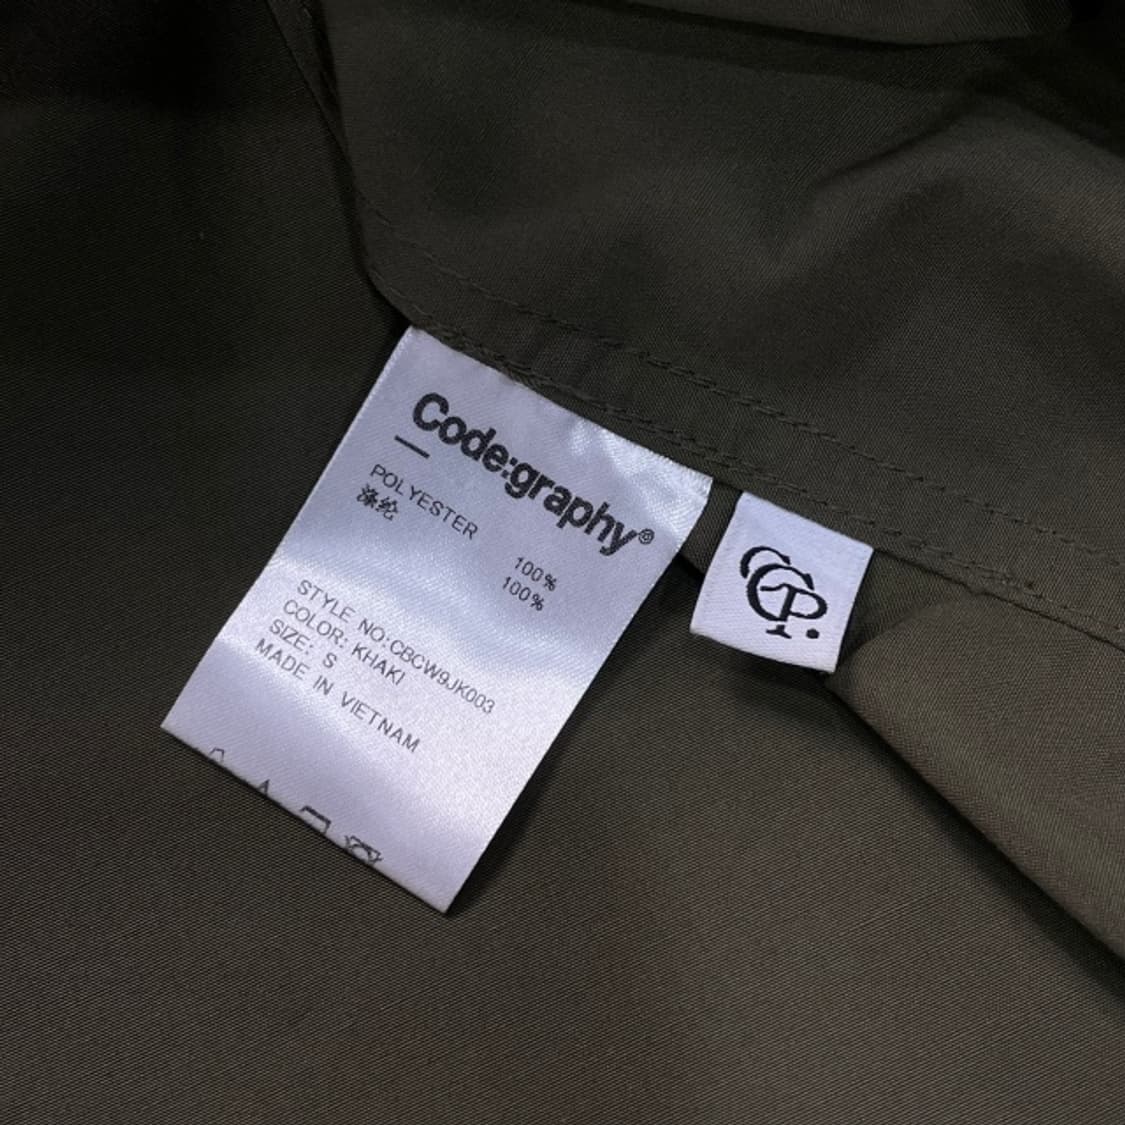 Code:graphy©
POLYESTER 100%
涤纶 100%
STYLE NO:CBCW9JK003
COLOR: KHAKI
SIZE: S
MADE IN VIETNAM
CGP.